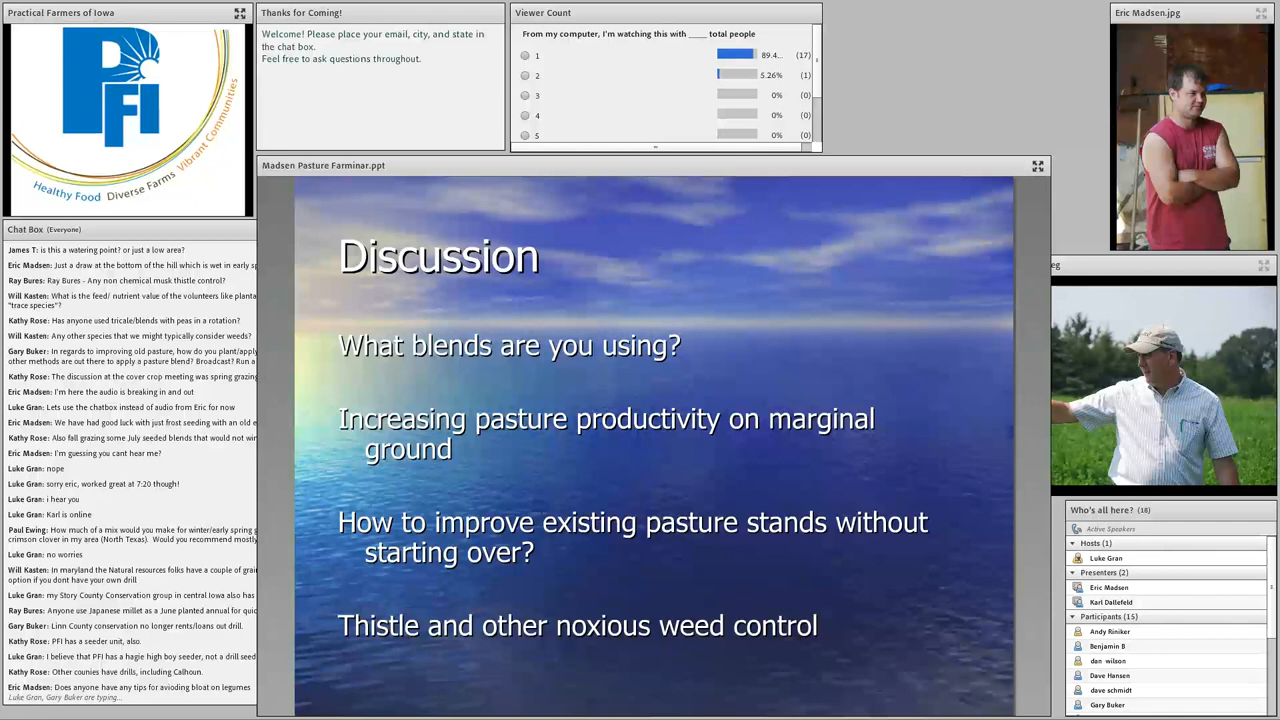 Practical Farmers of Iowa
PFI
Healthy Food Diverse Farms Vibrant Communities
Thanks for Coming!
Welcome! Please place your email, city, and state in
the chat box.
Feel free to ask questions throughout.
Viewer Count
From my computer, I'm watching this with ____ total people
1 89.4... (17)
2 5.26% (1)
3 0% (0)
4 0% (0)
5 0% (0)
Eric Madsen.jpg
Chat Box (Everyone)
James T: is this a watering point? or just a low area?
Eric Madsen: Just a draw at the bottom of the hill which is wet in early sp
Ray Bures: Ray Bures - Any non chemical musk thistle control?
Will Kasten: What is the feed/ nutrient value of the volunteers like planta
"trace species"?
Kathy Rose: Has anyone used tricale/blends with peas in a rotation?
Will Kasten: Any other species that we might typically consider weeds?
Gary Buker: In regards to improving old pasture, how do you plant/apply
other methods are out there to apply a pasture blend? Broadcast? Run a
Kathy Rose: The discussion at the cover crop meeting was spring grazing
Eric Madsen: I'm here the audio is breaking in and out
Luke Gran: Lets use the chatbox instead of audio from Eric for now
Eric Madsen: We have had good luck with just frost seeding with an old e
Kathy Rose: Also fall grazing some July seeded blends that would not win
Eric Madsen: I'm guessing you cant hear me?
Luke Gran: nope
Luke Gran: sorry eric, worked great at 7:20 though!
Luke Gran: i hear you
Luke Gran: Karl is online
Paul Ewing: How much of a mix would you make for winter/early spring g
crimson clover in my area (North Texas). Would you recommend mostly
Luke Gran: no worries
Will Kasten: In maryland the Natural resources folks have a couple of grai
option if you dont have your own drill
Luke Gran: my Story County Conservation group in central Iowa also has
Ray Bures: Anyone use Japanese millet as a June planted annual for quic
Gary Buker: Linn County conservation no longer rents/loans out drill.
Kathy Rose: PFI has a seeder unit, also.
Luke Gran: I believe that PFI has a hagie high boy seeder, not a drill seed
Kathy Rose: Other counies have drills, including Calhoun.
Eric Madsen: Does anyone have any tips for avioding bloat on legumes
Luke Gran, Gary Buker are typing...
Madsen Pasture Farminar.ppt
Discussion
What blends are you using?
Increasing pasture productivity on marginal
ground
How to improve existing pasture stands without
starting over?
Thistle and other noxious weed control
eg
Who's all here? (18)
Active Speakers
Hosts (1)
Luke Gran
Presenters (2)
Eric Madsen
Karl Dallefeld
Participants (15)
Andy Riniker
Benjamin B
dan wilson
Dave Hansen
dave schmidt
Gary Buker